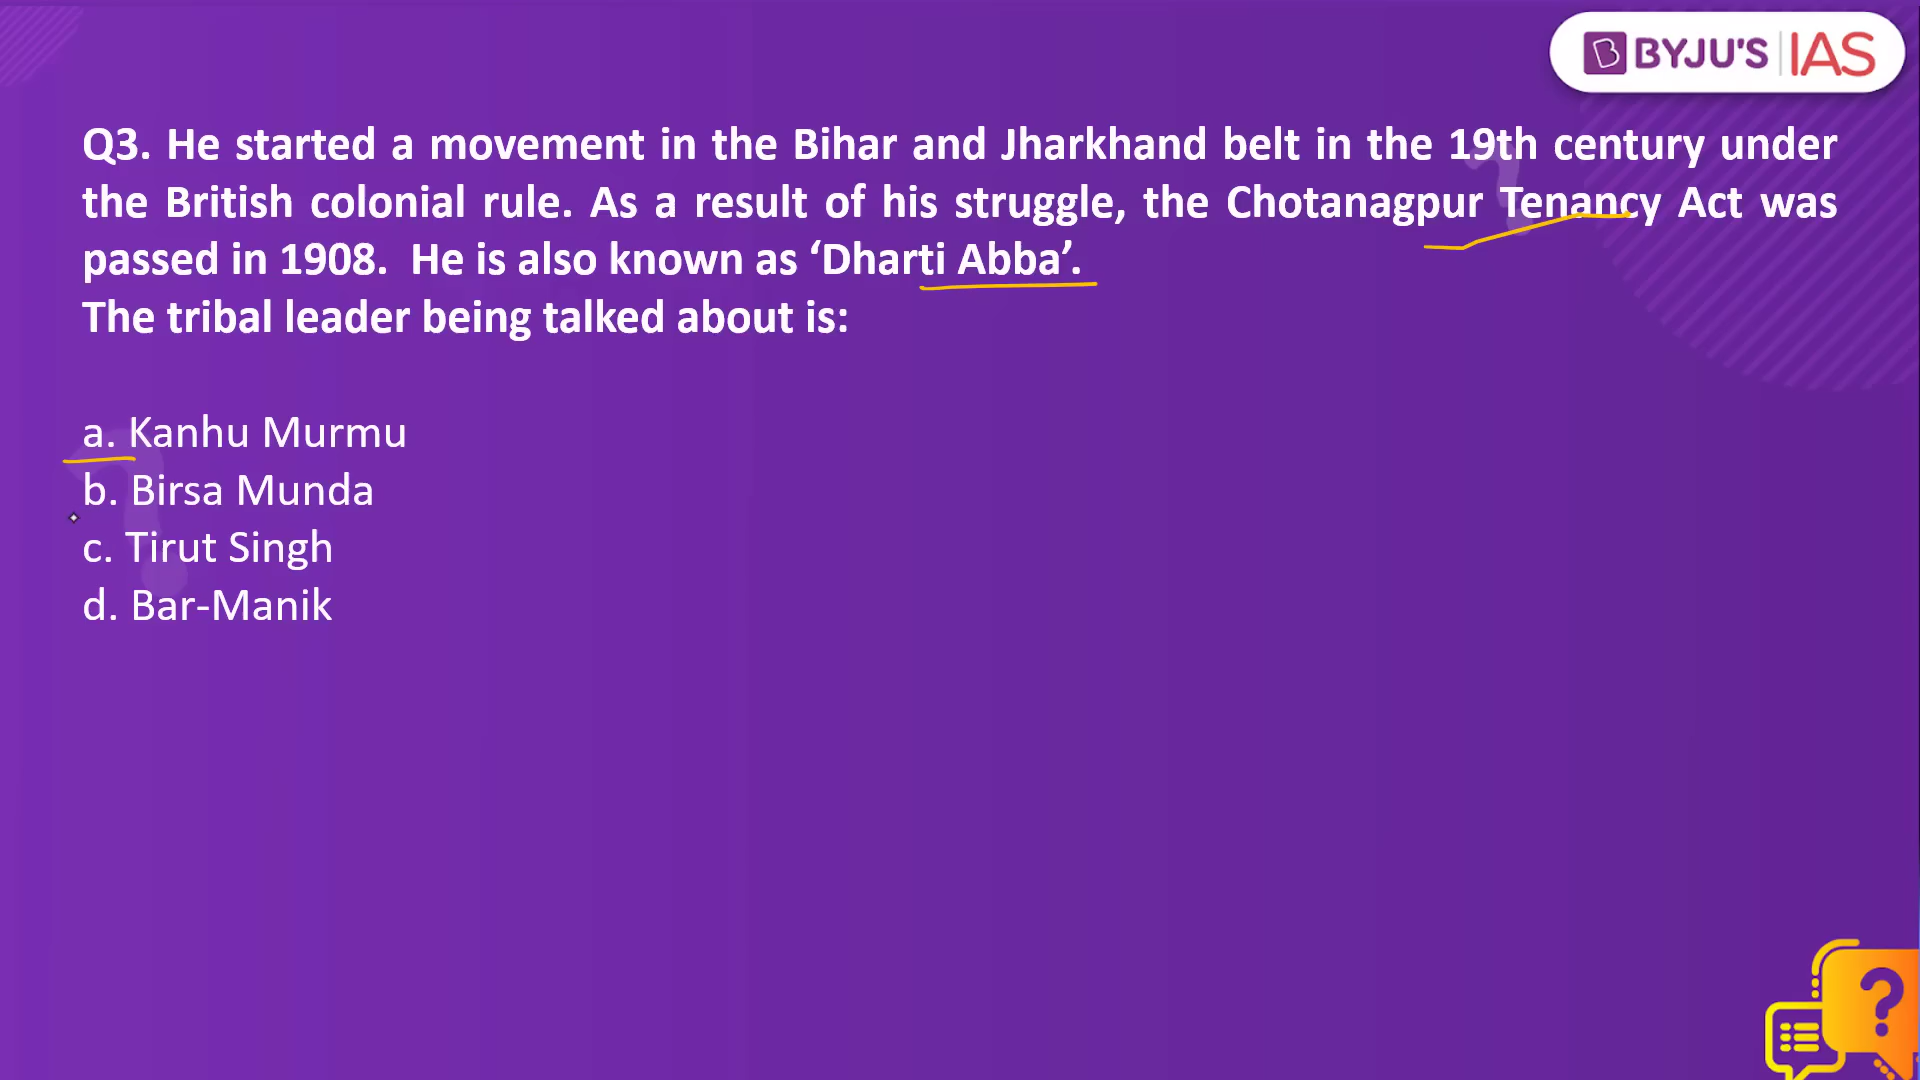 BYJU'S IAS
Q3. He started a movement in the Bihar and Jharkhand belt in the 19th century under
the British colonial rule. As a result of his struggle, the Chotanagpur Tenancy Act was
passed in 1908. He is also known as ‘Dharti Abba’.
The tribal leader being talked about is:
a. Kanhu Murmu
b. Birsa Munda
c. Tirut Singh
d. Bar-Manik